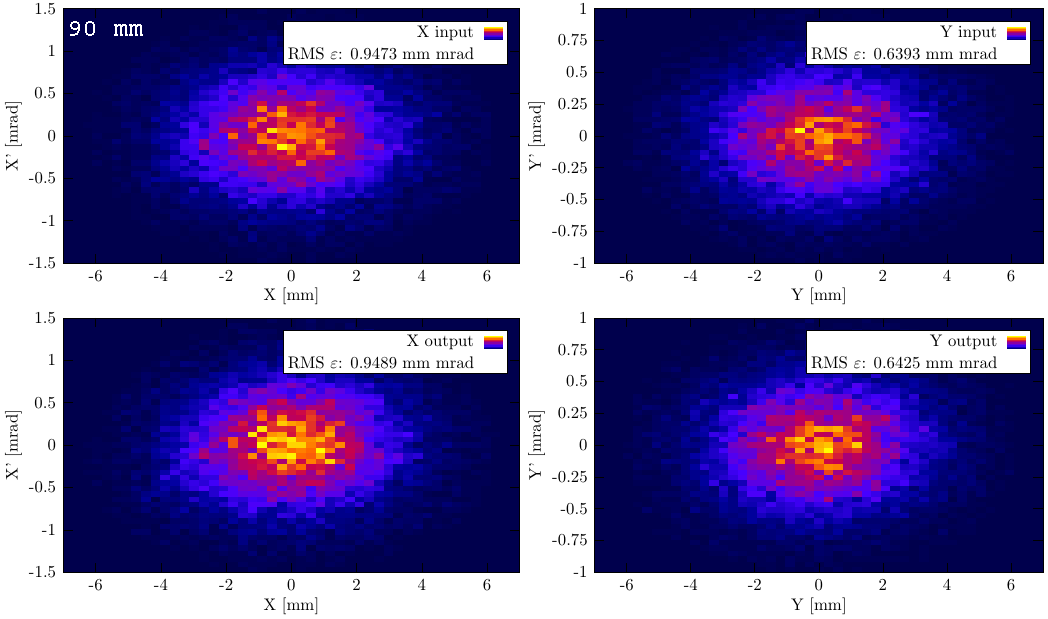 90 mm
X input
RMS ε: 0.9473 mm mrad
1.5
1
0.5
0
-0.5
-1
-1.5
X' [mrad]
-6 -4 -2 0 2 4 6
X [mm]
Y input
RMS ε: 0.6393 mm mrad
1
0.75
0.5
0.25
0
-0.25
-0.5
-0.75
-1
Y' [mrad]
-6 -4 -2 0 2 4 6
Y [mm]
X output
RMS ε: 0.9489 mm mrad
1.5
1
0.5
0
-0.5
-1
-1.5
X' [mrad]
-6 -4 -2 0 2 4 6
X [mm]
Y output
RMS ε: 0.6425 mm mrad
1
0.75
0.5
0.25
0
-0.25
-0.5
-0.75
-1
Y' [mrad]
-6 -4 -2 0 2 4 6
Y [mm]